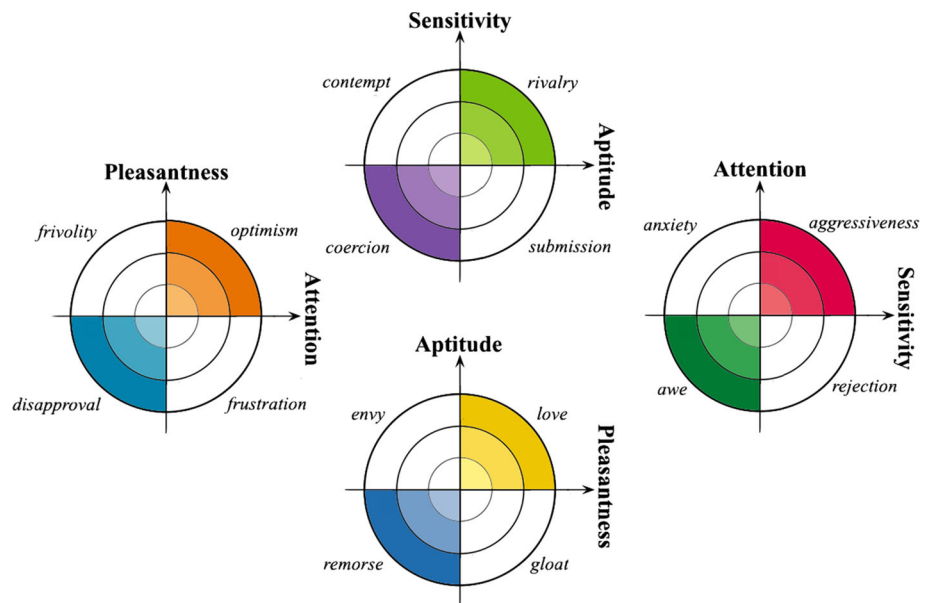 Sensitivity
contempt
rivalry
Aptitude
coercion
submission
Pleasantness
frivolity
optimism
Attention
disapproval
frustration
Attention
anxiety
aggressiveness
Sensitivity
awe
rejection
Aptitude
envy
love
Pleasantness
remorse
gloat